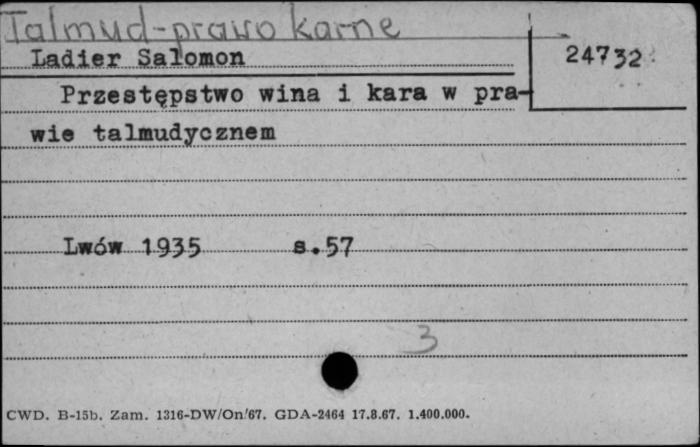 Talmud-prawo karne
Ladier Salomon
24732
Przestępstwo wina i kara w pra-
wie talmudycznem
Lwów 1935 s.57
3
CWD. B-15b. Zam. 1316-DW/On/67. GDA-2464 17.8.67. 1.400.000.